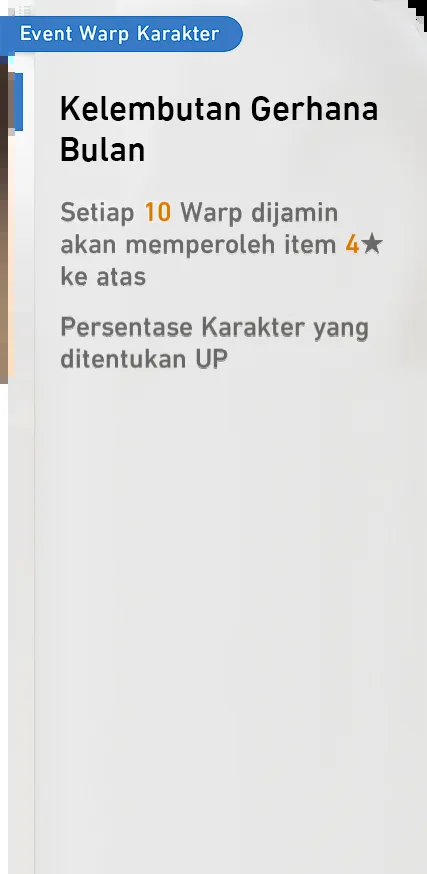 Event Warp Karakter
Kelembutan Gerhana
Bulan
Setiap 10 Warp dijamin
akan memperoleh item 4★
ke atas
Persentase Karakter yang
ditentukan UP